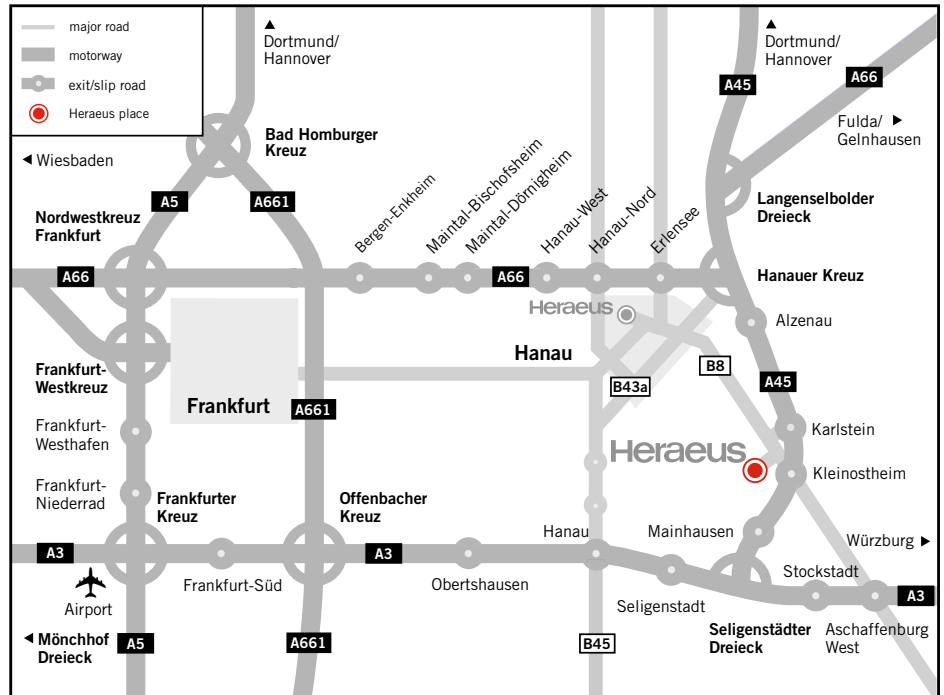 major road
motorway
exit/slip road
Heraeus place
Dortmund/
Hannover
Dortmund/
Hannover
A45
A66
Fulda/
Gelnhausen
Wiesbaden
Bad Homburger
Kreuz
A5
A661
Nordwestkreuz
Frankfurt
Bergen-Enkheim
Maintal-Bischofsheim
Maintal-Dörnigheim
Hanau-West
Hanau-Nord
Erlensee
Langenselbolder
Dreieck
A66
A66
Hanauer Kreuz
Heraeus
Alzenau
Hanau
B8
Frankfurt-
Westkreuz
B43a
A45
Frankfurt
A661
Frankfurt-
Westhafen
Karlstein
Heraeus
Kleinostheim
Frankfurt-
Niederrad
Frankfurter
Kreuz
Offenbacher
Kreuz
Hanau
Mainhausen
Würzburg
A3
A3
Stockstadt
Airport
Frankfurt-Süd
Obertshausen
Seligenstadt
A3
Mönchhof
Dreieck
A5
A661
B45
Seligenstädter
Dreieck
Aschaffenburg
West